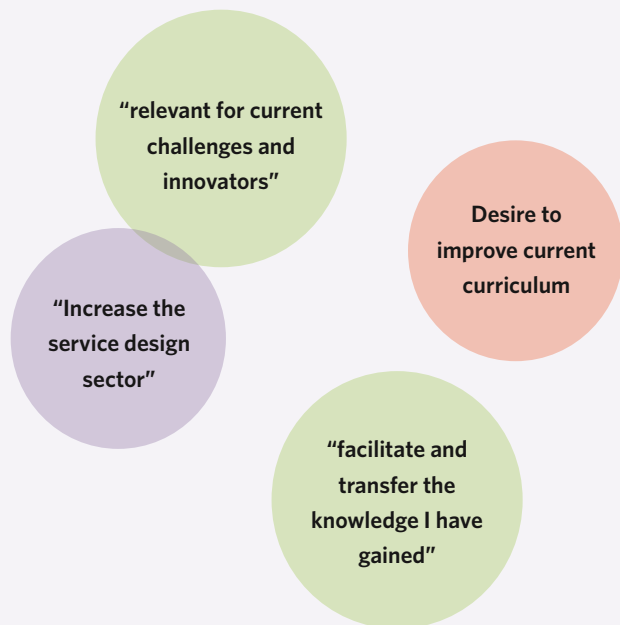 “relevant for current
challenges and
innovators”
Desire to
improve current
curriculum
“Increase the
service design
sector”
“facilitate and
transfer the
knowledge I have
gained”